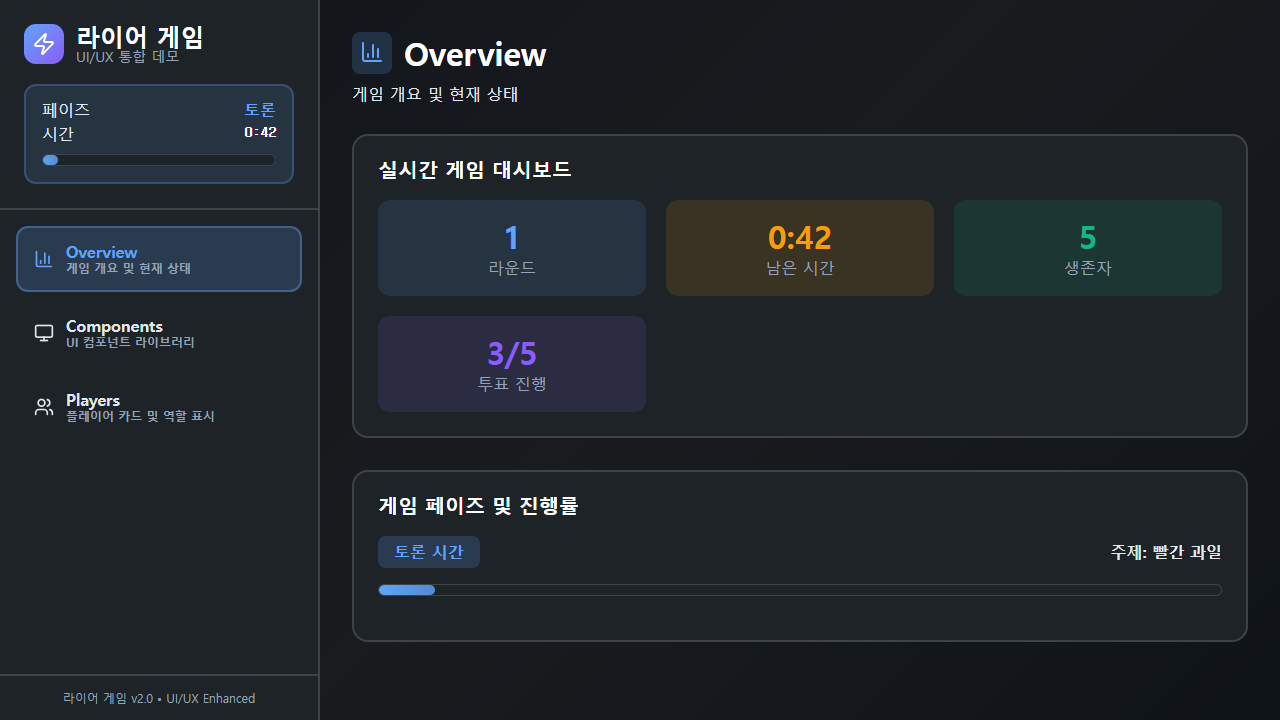 라이어 게임
UI/UX 통합 데모
페이즈 토론
시간 0:42
Overview
게임 개요 및 현재 상태
Components
UI 컴포넌트 라이브러리
Players
플레이어 카드 및 역할 표시
라이어 게임 v2.0 • UI/UX Enhanced
Overview
게임 개요 및 현재 상태
실시간 게임 대시보드
1
라운드
0:42
남은 시간
5
생존자
3/5
투표 진행
게임 페이즈 및 진행률
토론 시간 주제: 빨간 과일